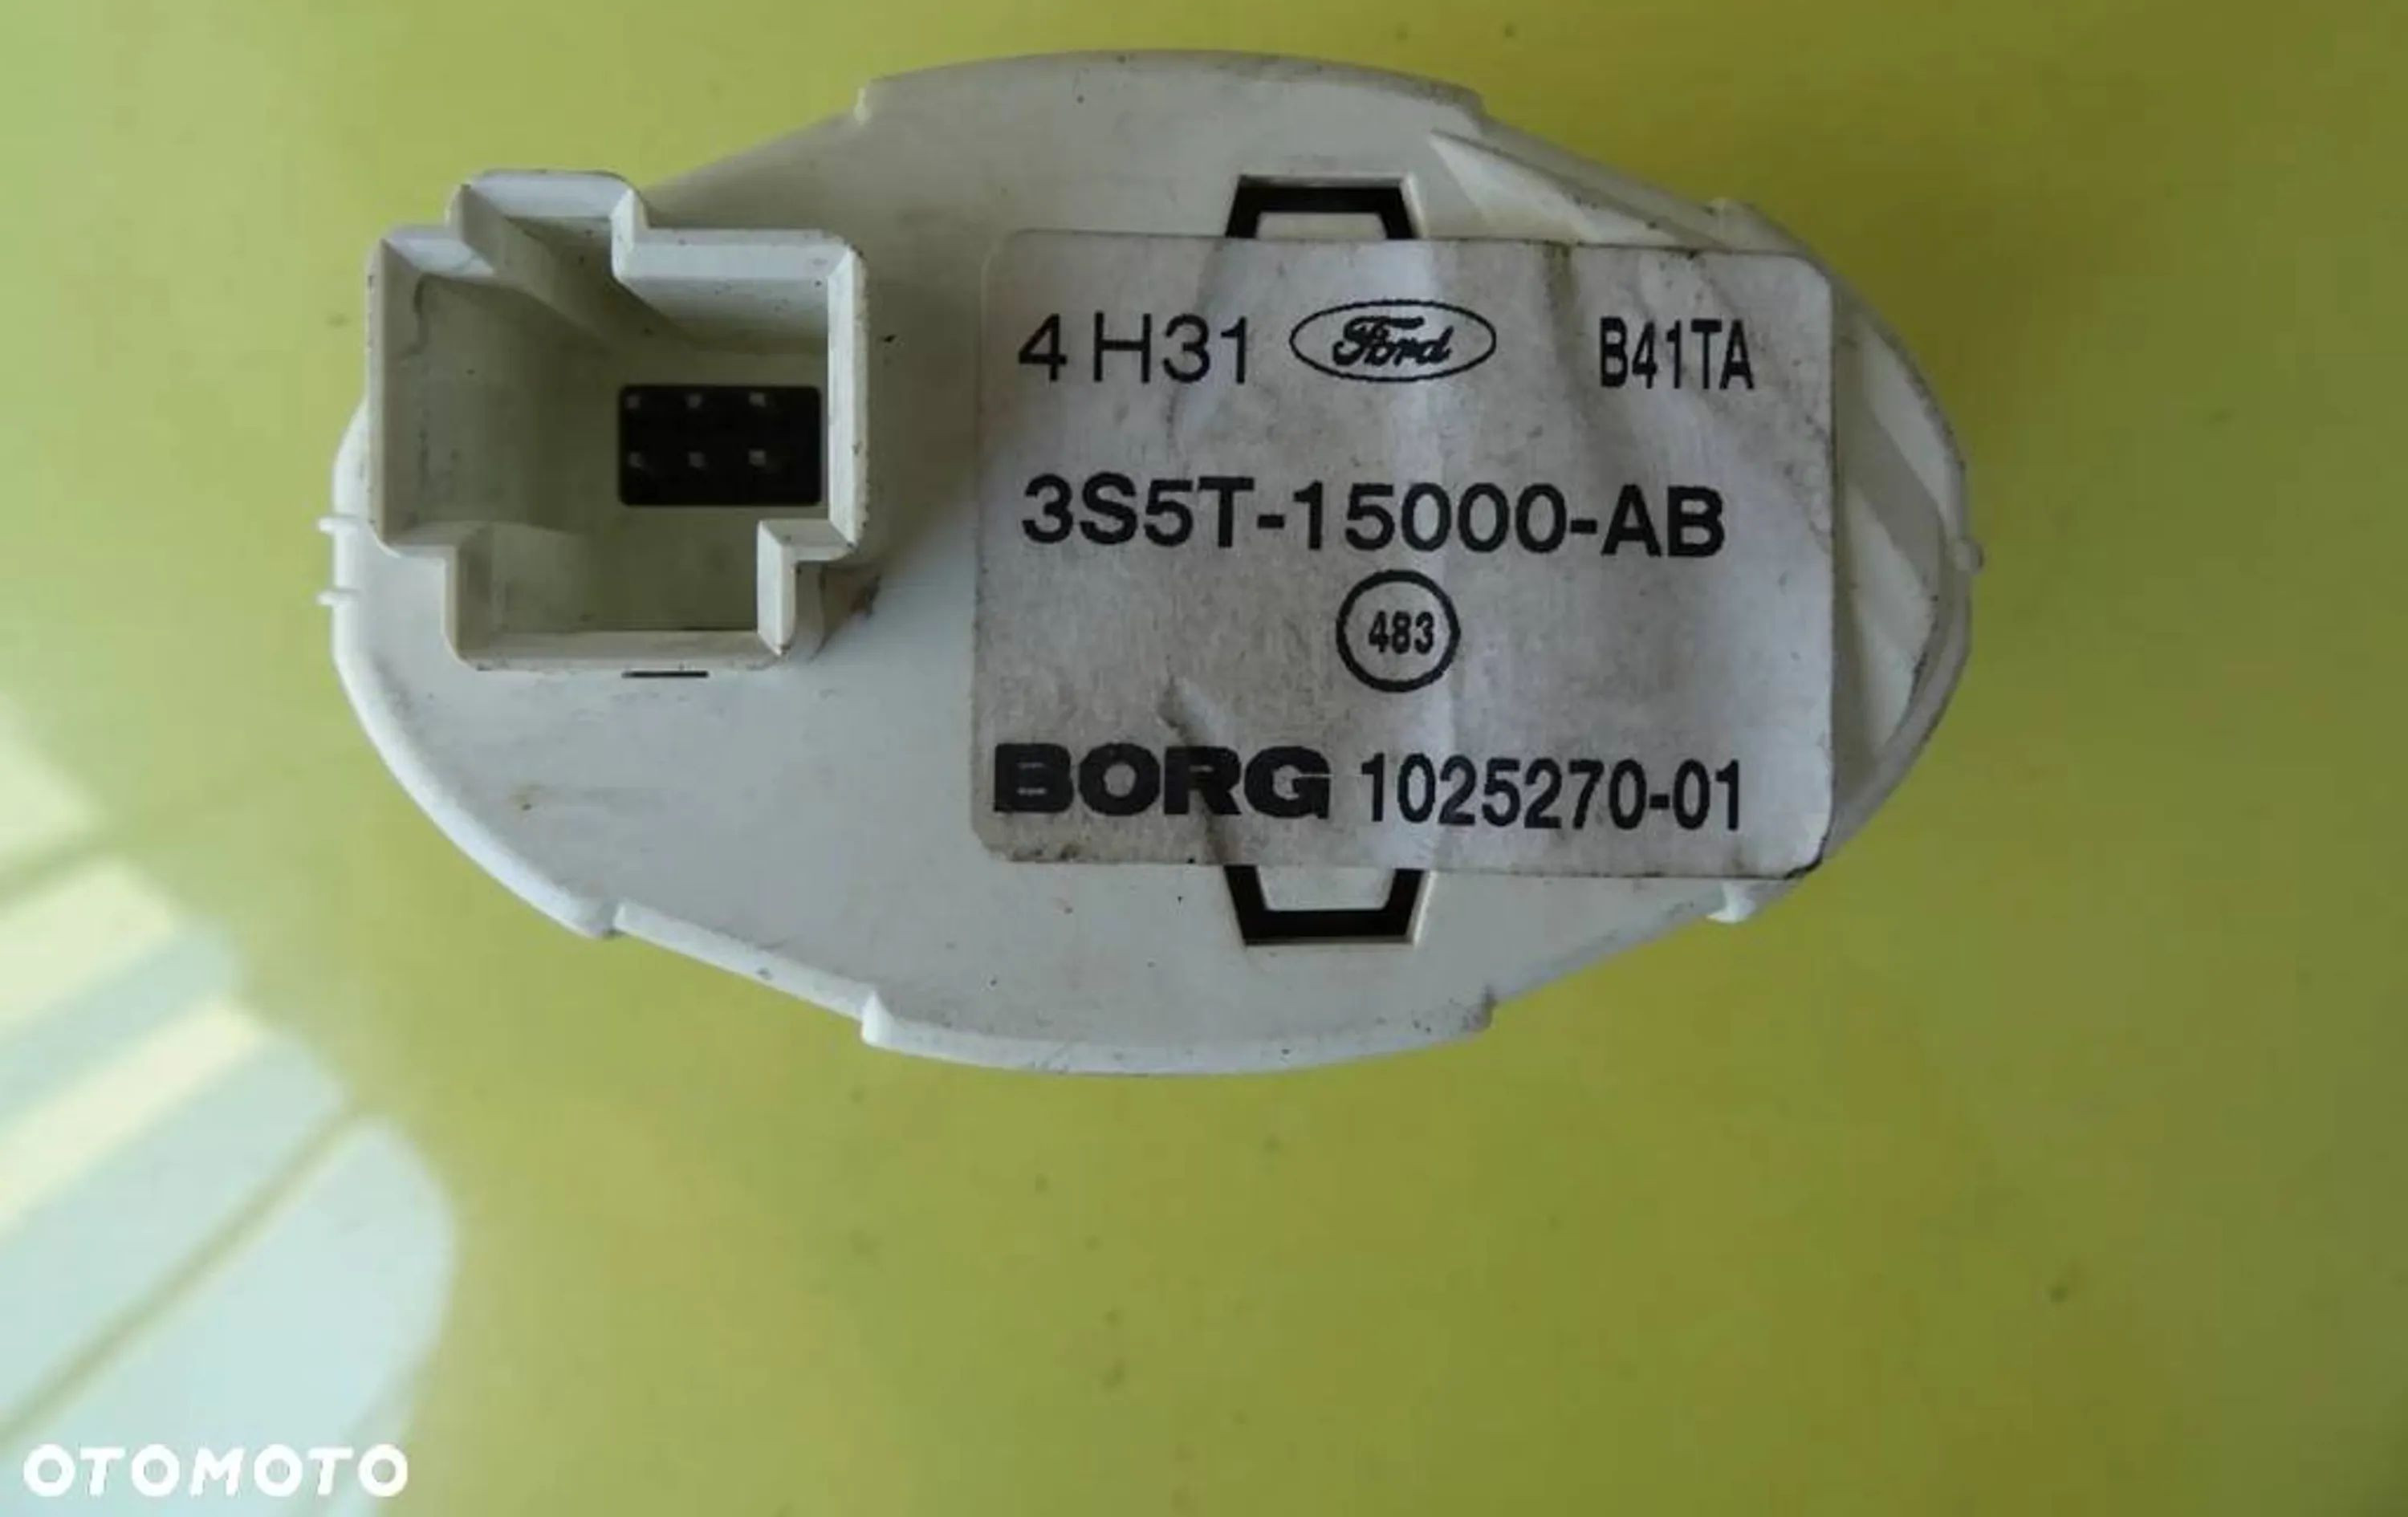 4 H31 Ford B41TA
3S5T-15000-AB
483
BORG 1025270-01
OTOMOTO